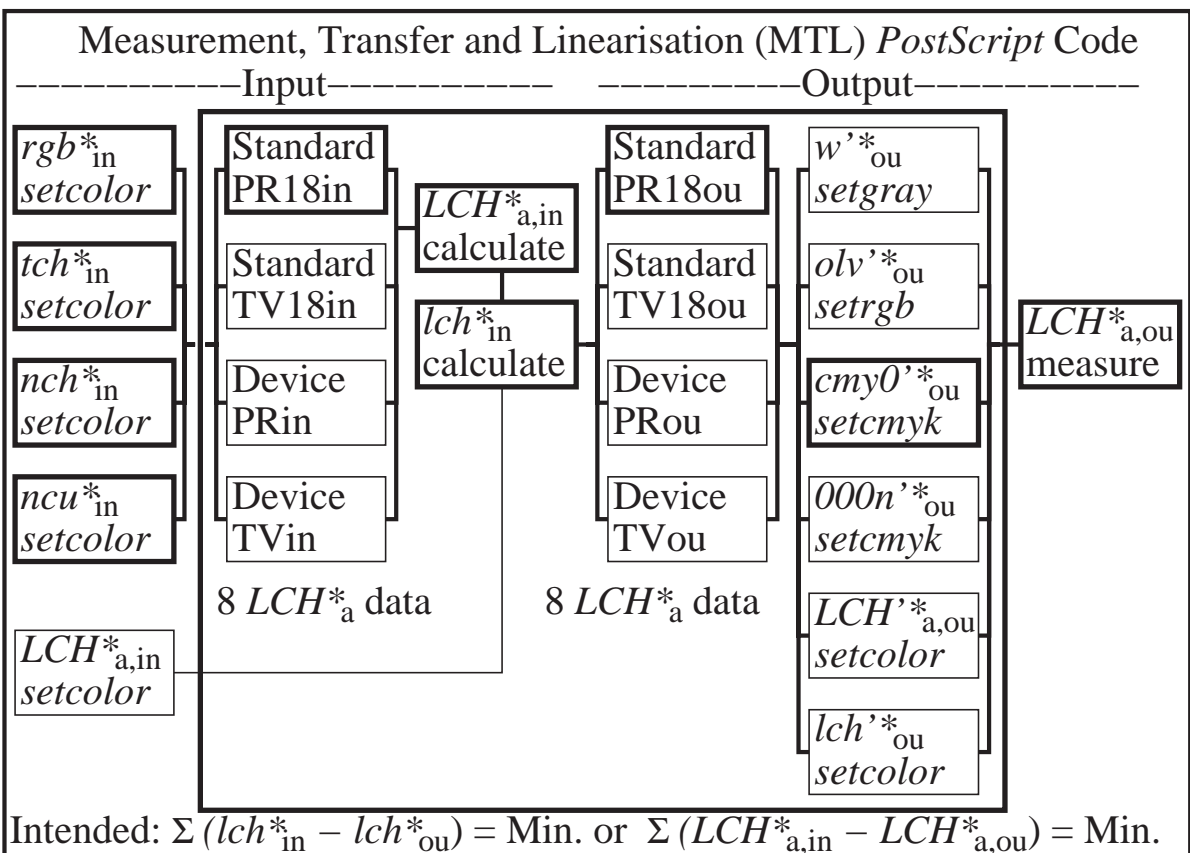 Measurement, Transfer and Linearisation (MTL) PostScript Code
––––––––––Input–––––––––– –––––––––Output––––––––––
rgb*in
setcolor
tch*in
setcolor
nch*in
setcolor
ncu*in
setcolor
LCH*a,in
setcolor
Standard
PR18in
Standard
TV18in
Device
PRin
Device
TVin
8 LCH*a data
LCH*a,in
calculate
lch*in
calculate
Standard
PR18ou
Standard
TV18ou
Device
PRou
Device
TVou
8 LCH*a data
w’*ou
setgray
olv’*ou
setrgb
cmy0’*ou
setcmyk
000n’*ou
setcmyk
LCH’*a,ou
setcolor
lch’*ou
setcolor
LCH*a,ou
measure
Intended: Σ (lch*in – lch*ou) = Min. or Σ (LCH*a,in – LCH*a,ou) = Min.